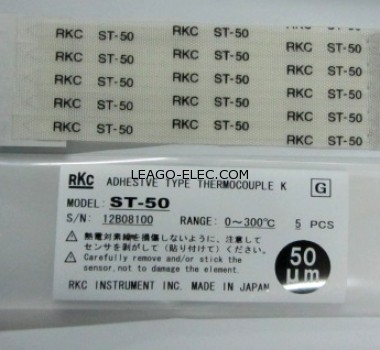 RKC ST-50 RKC ST-50 RKC ST-50
RKC ST-50 RKC ST-50 RKC ST-50
RKC ST-50 RKC ST-50 RKC ST-50
RKC ST-50 RKC ST-50 RKC ST-50
RKC ST-50 RKC ST-50 RKC ST-50
LEAGO-ELEC.COM
RKC ADHESTVE TYPE THERMOCOUPLE K G
MODEL: ST-50
S/N: 12B08100 RANGE: 0~300℃ 5 PCS
熱電対素線を損傷しないように、注意して
センサを剥がして(貼り付けて)ください。
Carefully remove and/or stick the
sensor,not to damage the element.
50
μm
RKC INSTRUMENT INC. MADE IN JAPAN